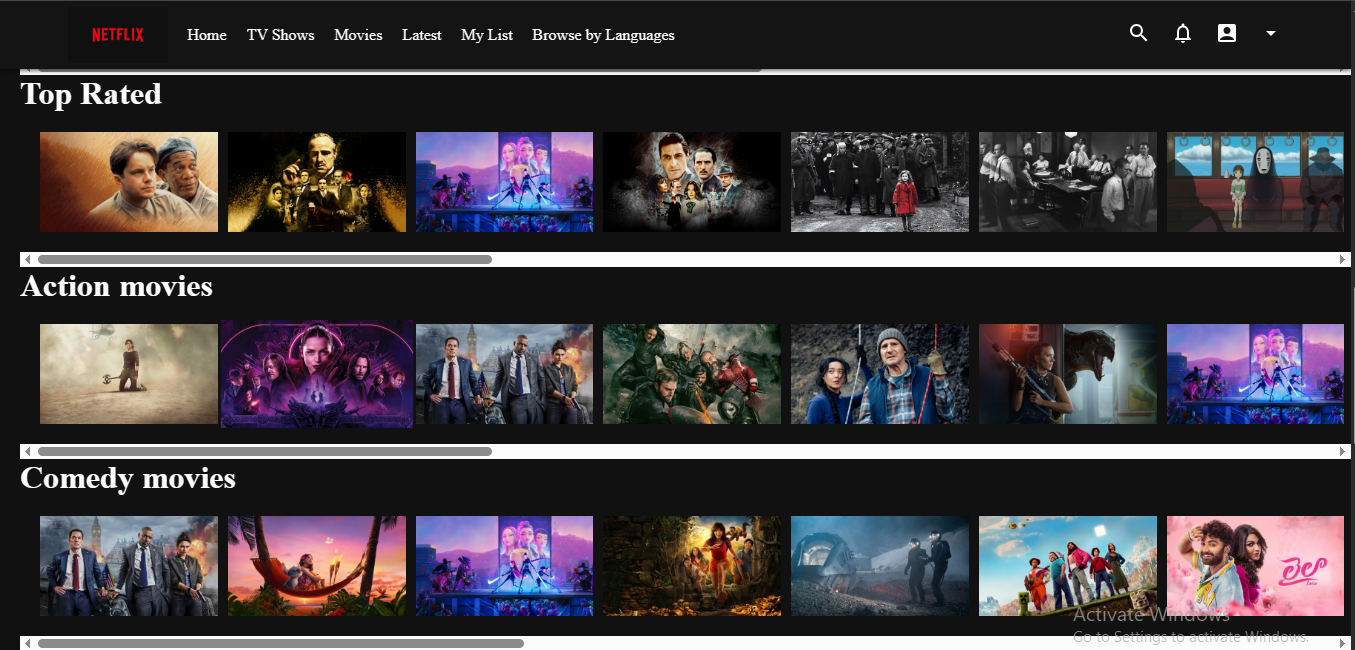 NETFLIX
Home TV Shows Movies Latest My List Browse by Languages
Top Rated
Action movies
Comedy movies
లైలా
Activate Windows
Go to Settings to activate Windows.